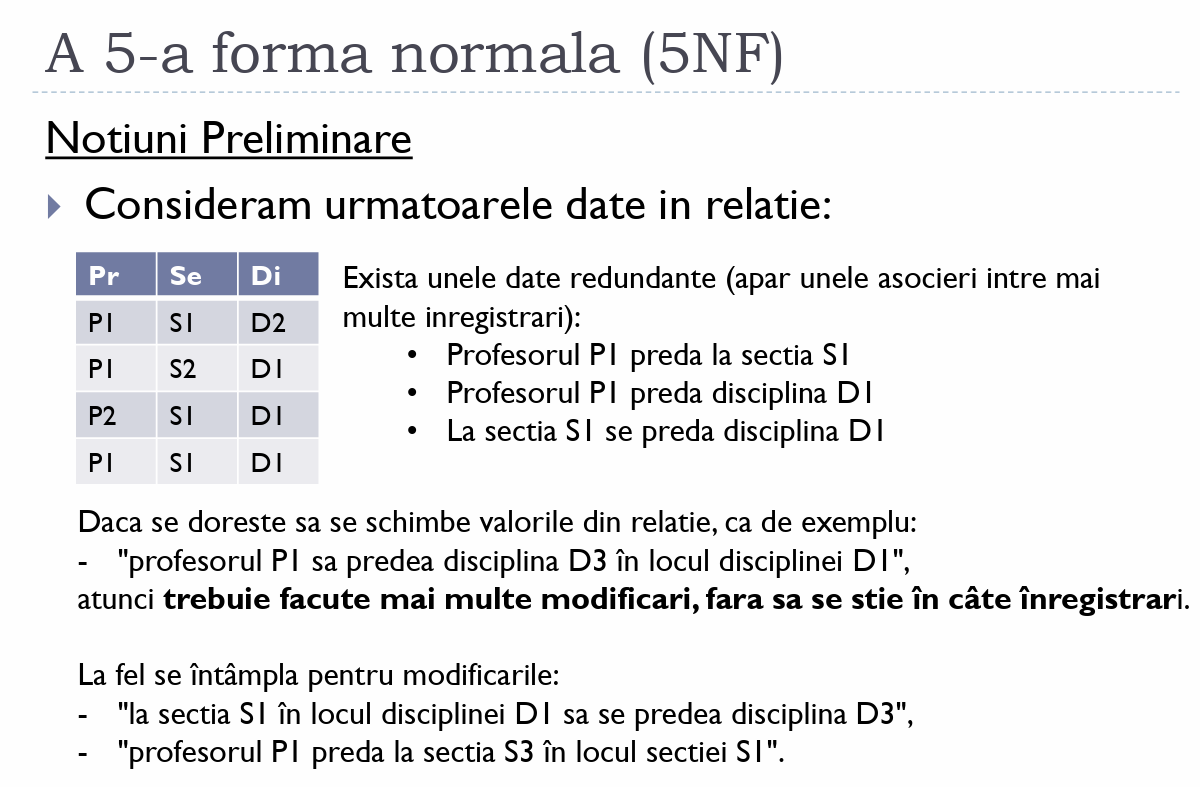 A 5-a forma normala (5NF)
Notiuni Preliminare
Consideram urmatoarele date in relatie:
Pr Se Di
P1 S1 D2
P1 S2 D1
P2 S1 D1
P1 S1 D1
Exista unele date redundante (apar unele asocieri intre mai
multe inregistrari):
• Profesorul P1 preda la sectia S1
• Profesorul P1 preda disciplina D1
• La sectia S1 se preda disciplina D1
Daca se doreste sa se schimbe valorile din relatie, ca de exemplu:
- "profesorul P1 sa predea disciplina D3 în locul disciplinei D1",
atunci trebuie facute mai multe modificari, fara sa se stie în câte înregistrari.
La fel se întâmpla pentru modificarile:
- "la sectia S1 în locul disciplinei D1 sa se predea disciplina D3",
- "profesorul P1 preda la sectia S3 în locul sectiei S1".